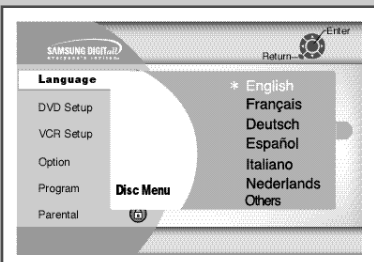 Enter
SAMSUNG DIGITall
Return
Language
DVD Setup
VCR Setup
Option
Program
Parental
Disc Menu
* English
Français
Deutsch
Español
Italiano
Nederlands
Others